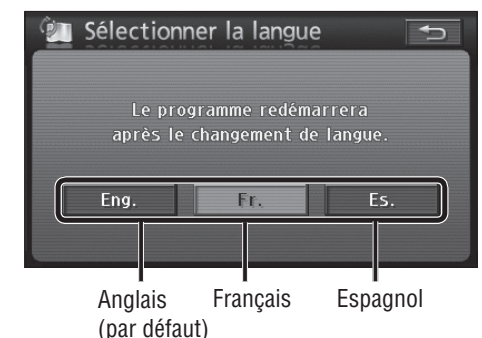 Sélectionner la langue
Le programme redémarrera
après le changement de langue.
Eng. Fr. Es.
Anglais Français Espagnol
(par défaut)